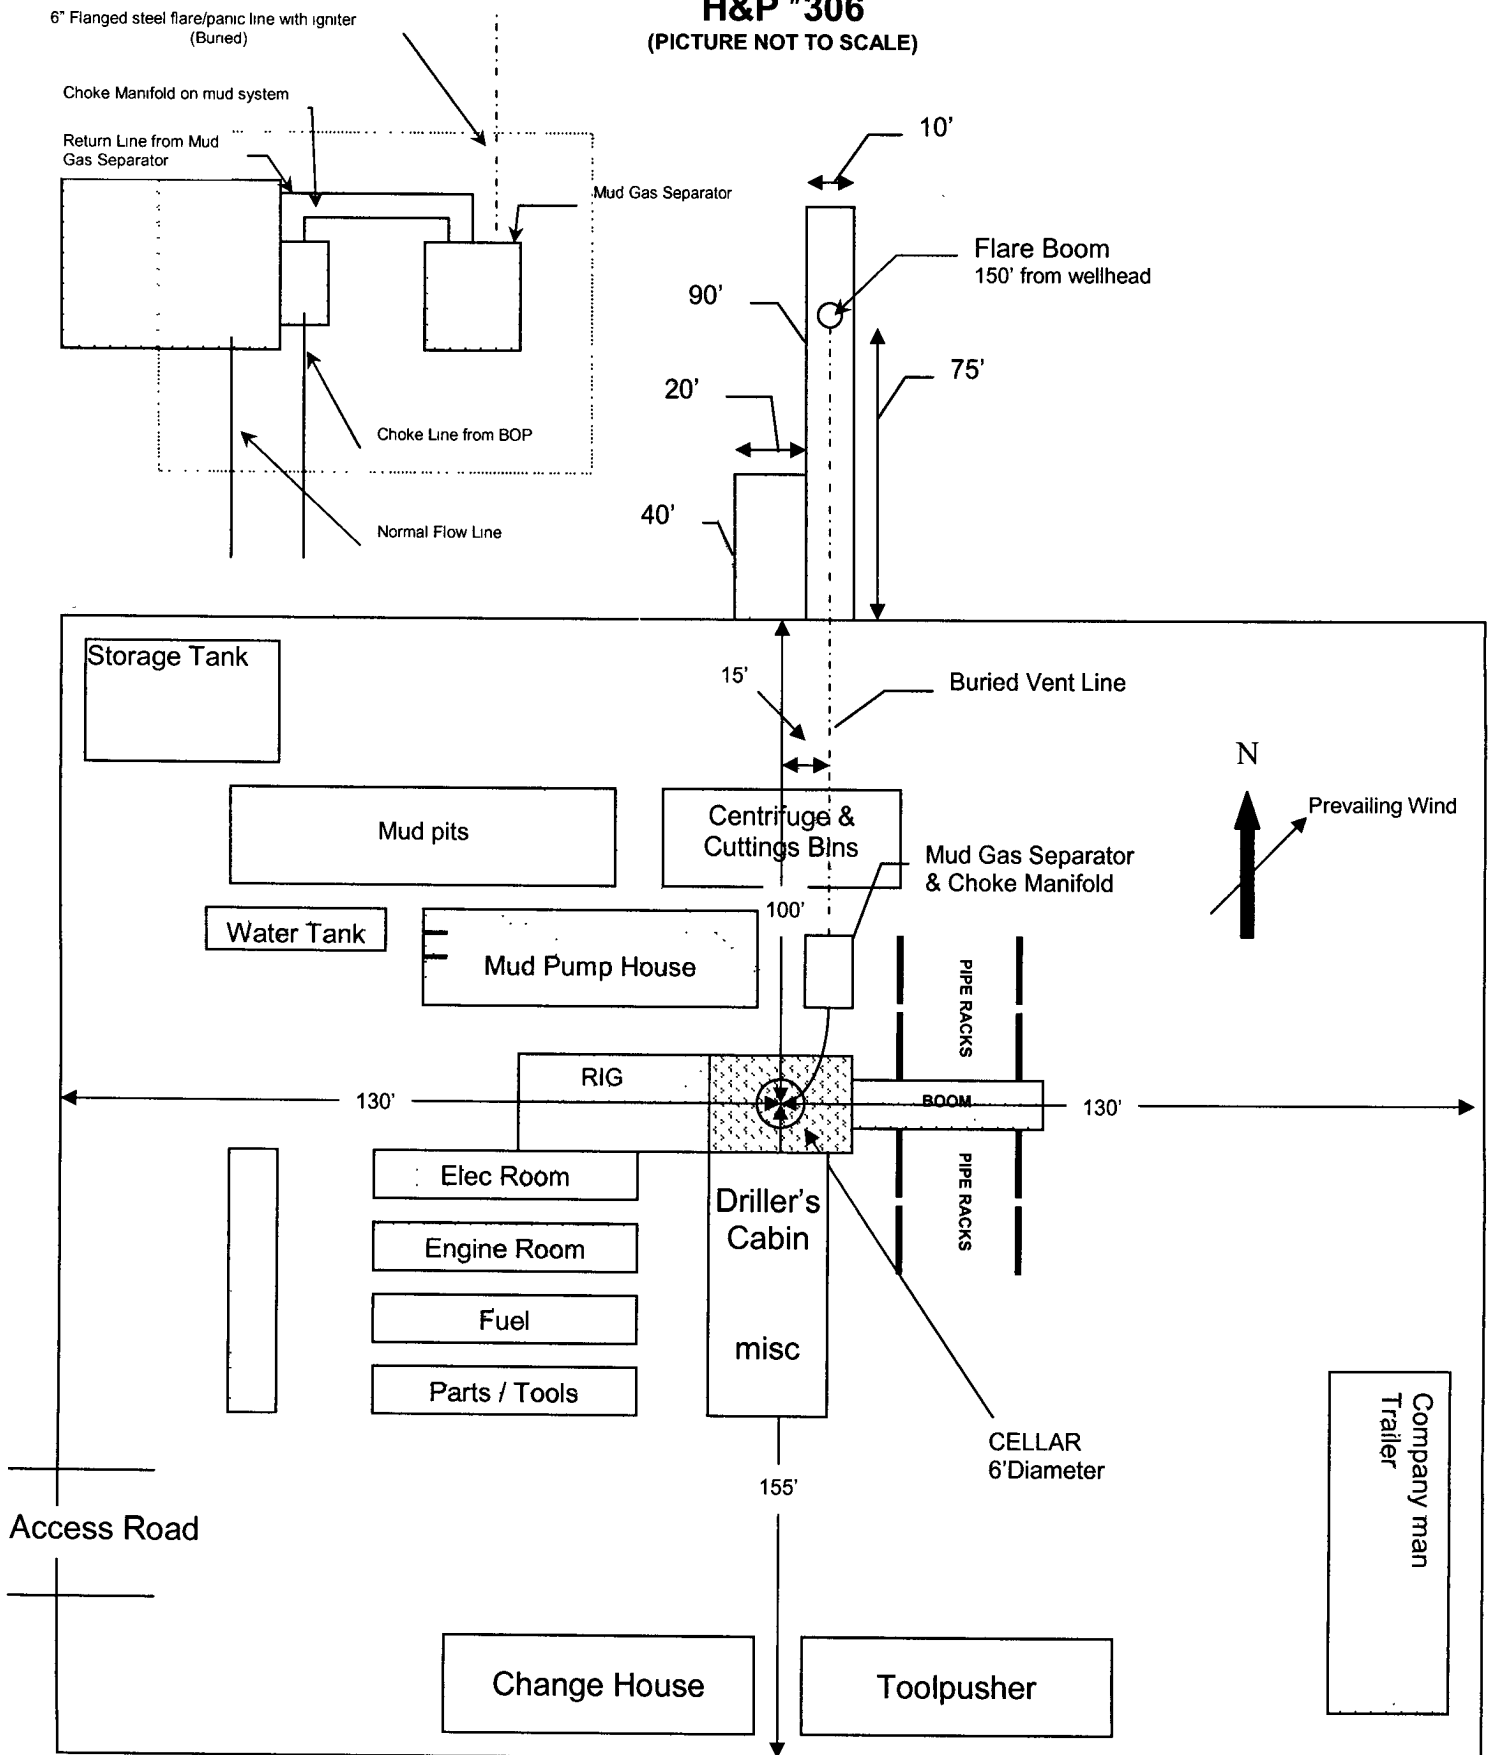 H&P "306
(PICTURE NOT TO SCALE)
6" Flanged steel flare/panic line with igniter
(Buried)
Choke Manifold on mud system
Return Line from Mud
Gas Separator
Mud Gas Separator
Choke Line from BOP
Normal Flow Line
10'
Flare Boom
150' from wellhead
90'
75'
20'
40'
Storage Tank
15'
Buried Vent Line
N
Prevailing Wind
Mud pits
Centrifuge &
Cuttings Bins
Mud Gas Separator
& Choke Manifold
100'
Water Tank
Mud Pump House
PIPE RACKS
RIG
130'
BOOM
130'
PIPE RACKS
Elec Room
Driller's
Cabin
Engine Room
Fuel
misc
Parts / Tools
CELLAR
6'Diameter
Company man
Trailer
155'
Access Road
Change House
Toolpusher